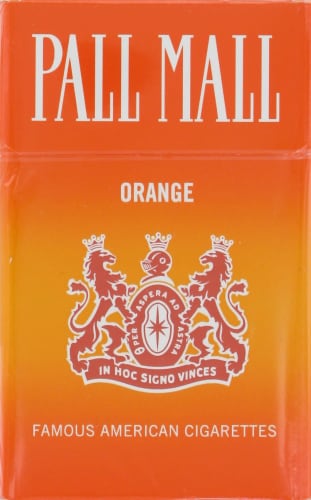 PALL MALL
ORANGE
PER ASPERA AD ASTRA
IN HOC SIGNO VINCES
FAMOUS AMERICAN CIGARETTES